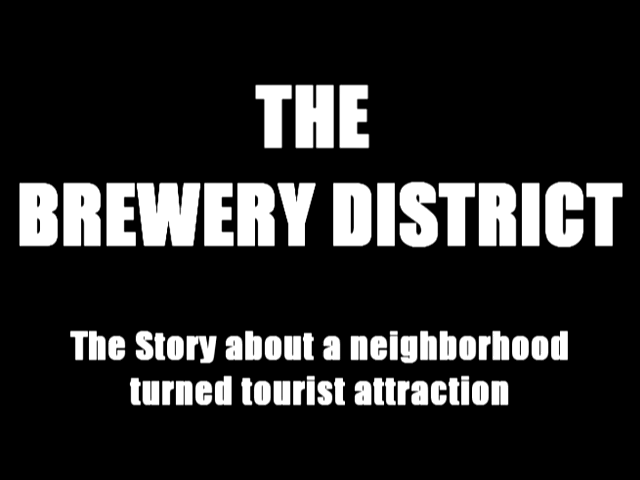 THE
BREWERY DISTRICT
The Story about a neighborhood
turned tourist attraction